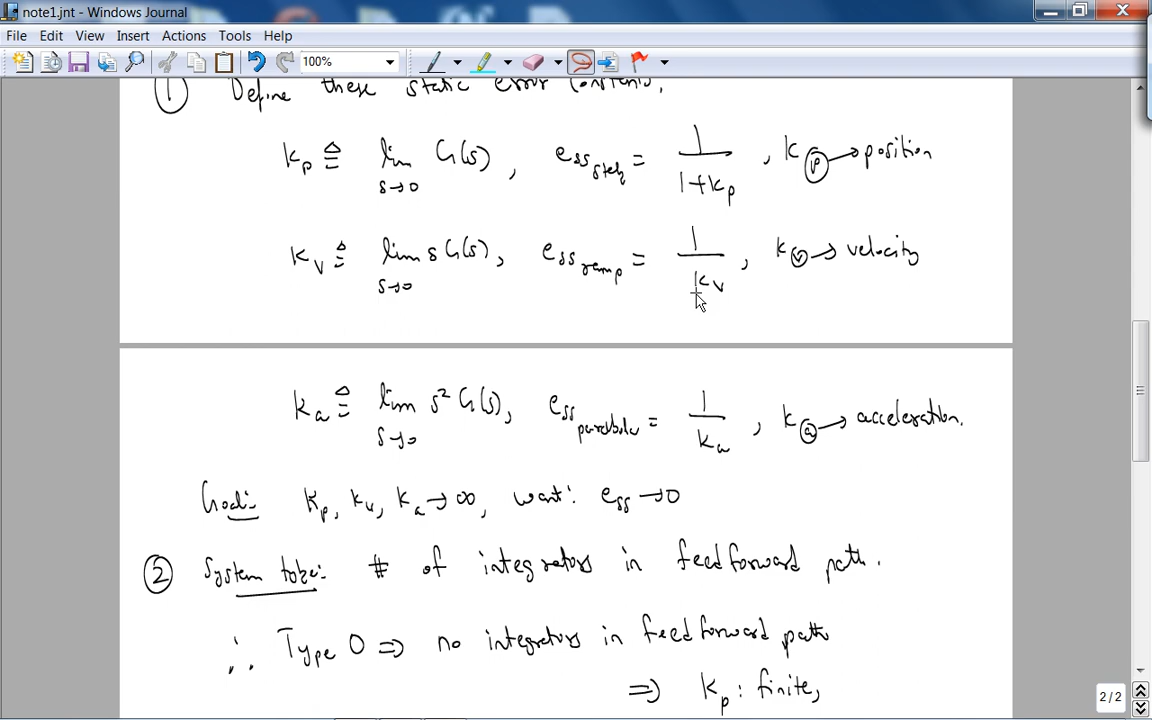 note1.jnt - Windows Journal
File Edit View Insert Actions Tools Help
100%
① Define these static error constants.
kp ≜ lim s→0 G(s), ess step = 1/(1+kp), k p → position
kv ≜ lim s→0 s G(s), ess ramp = 1/kv, k v → velocity
ka ≜ lim s→0 s² G(s), ess parabola = 1/ka, k a → acceleration.
Goal: kp, kv, ka → ∞, want: ess → 0
② System type: # of integrators in feedforward path.
∴ Type 0 ⇒ no integrators in feedforward path
⇒ kp : finite,
2 / 2